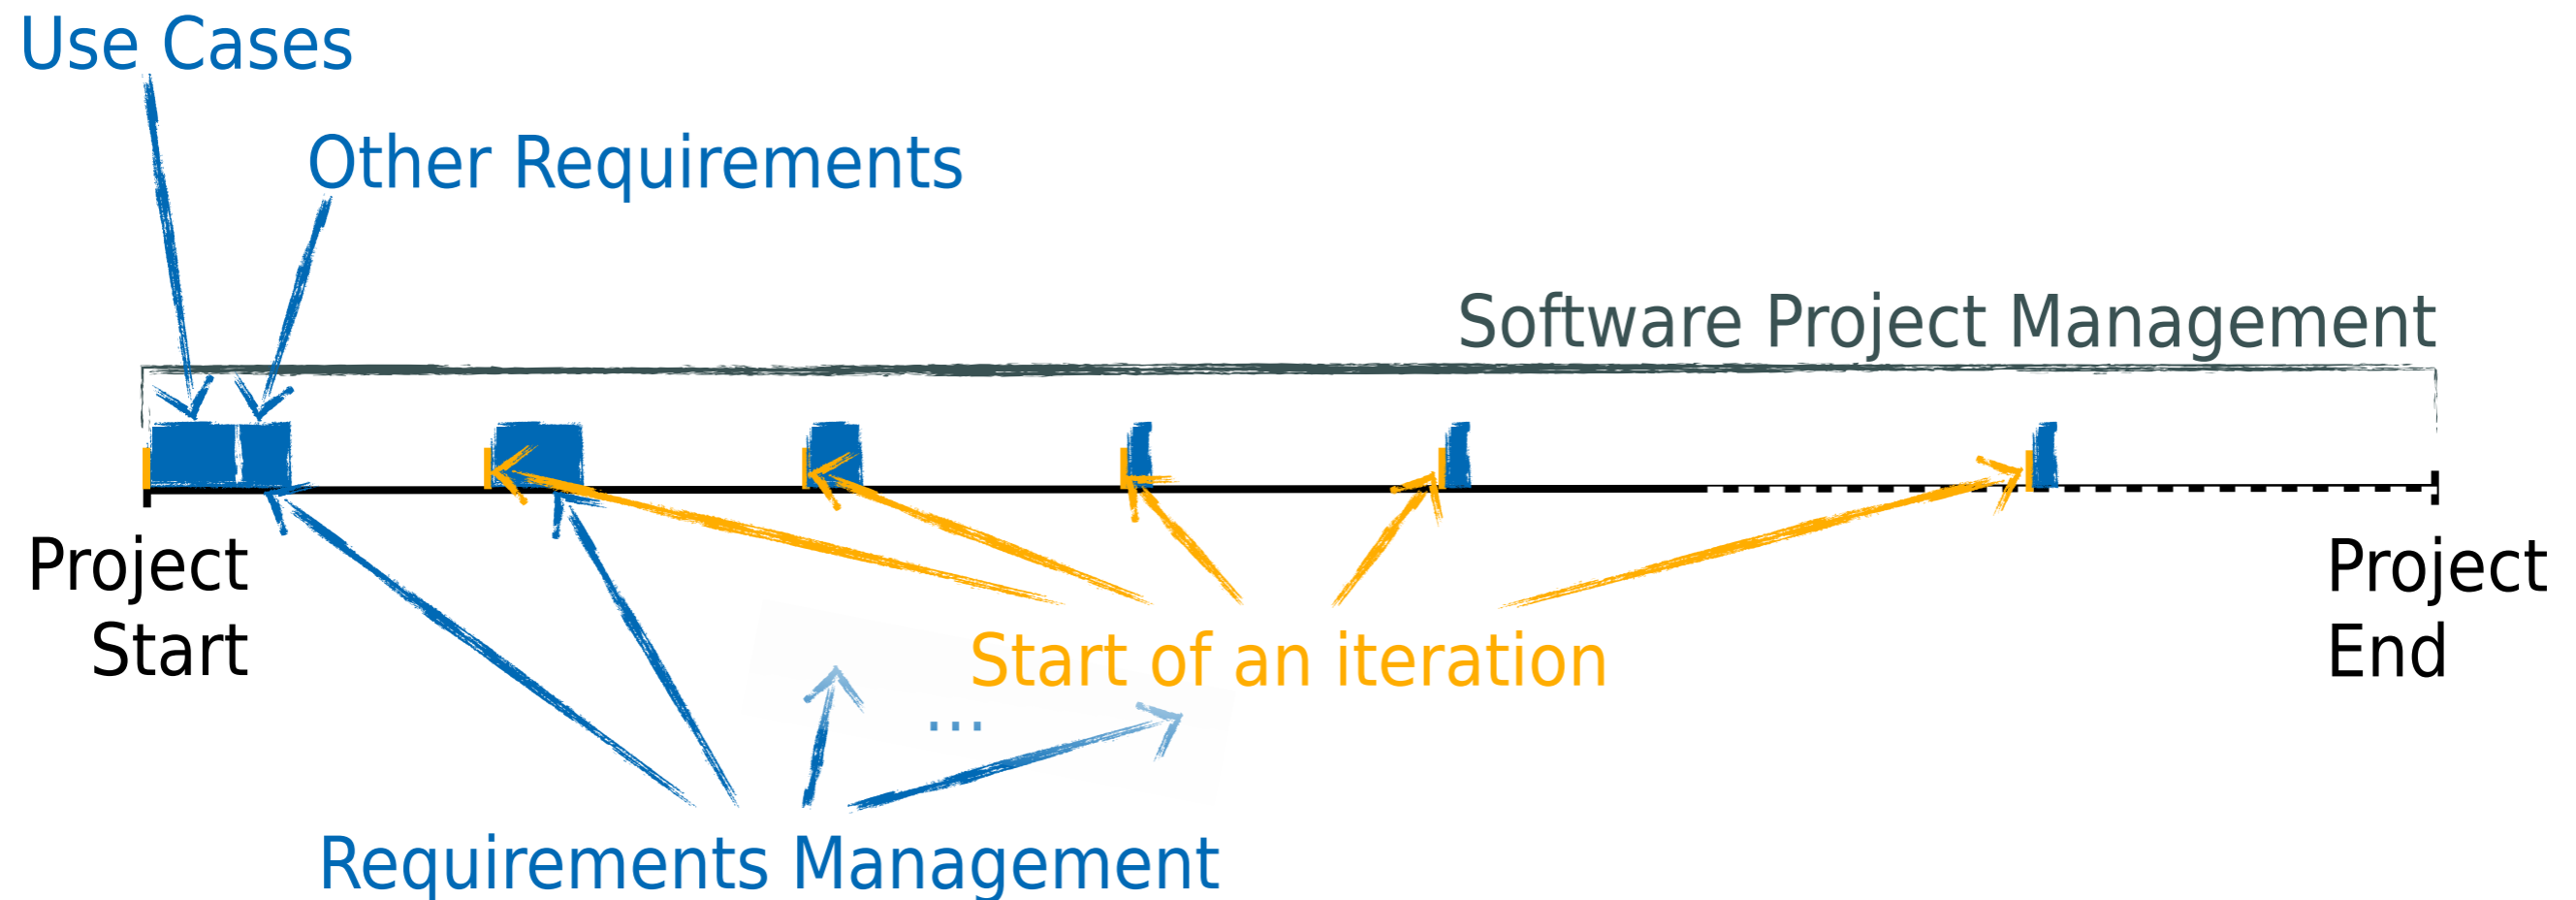 Use Cases
Other Requirements
Software Project Management
Project
Start
Project
End
Start of an iteration
...
Requirements Management